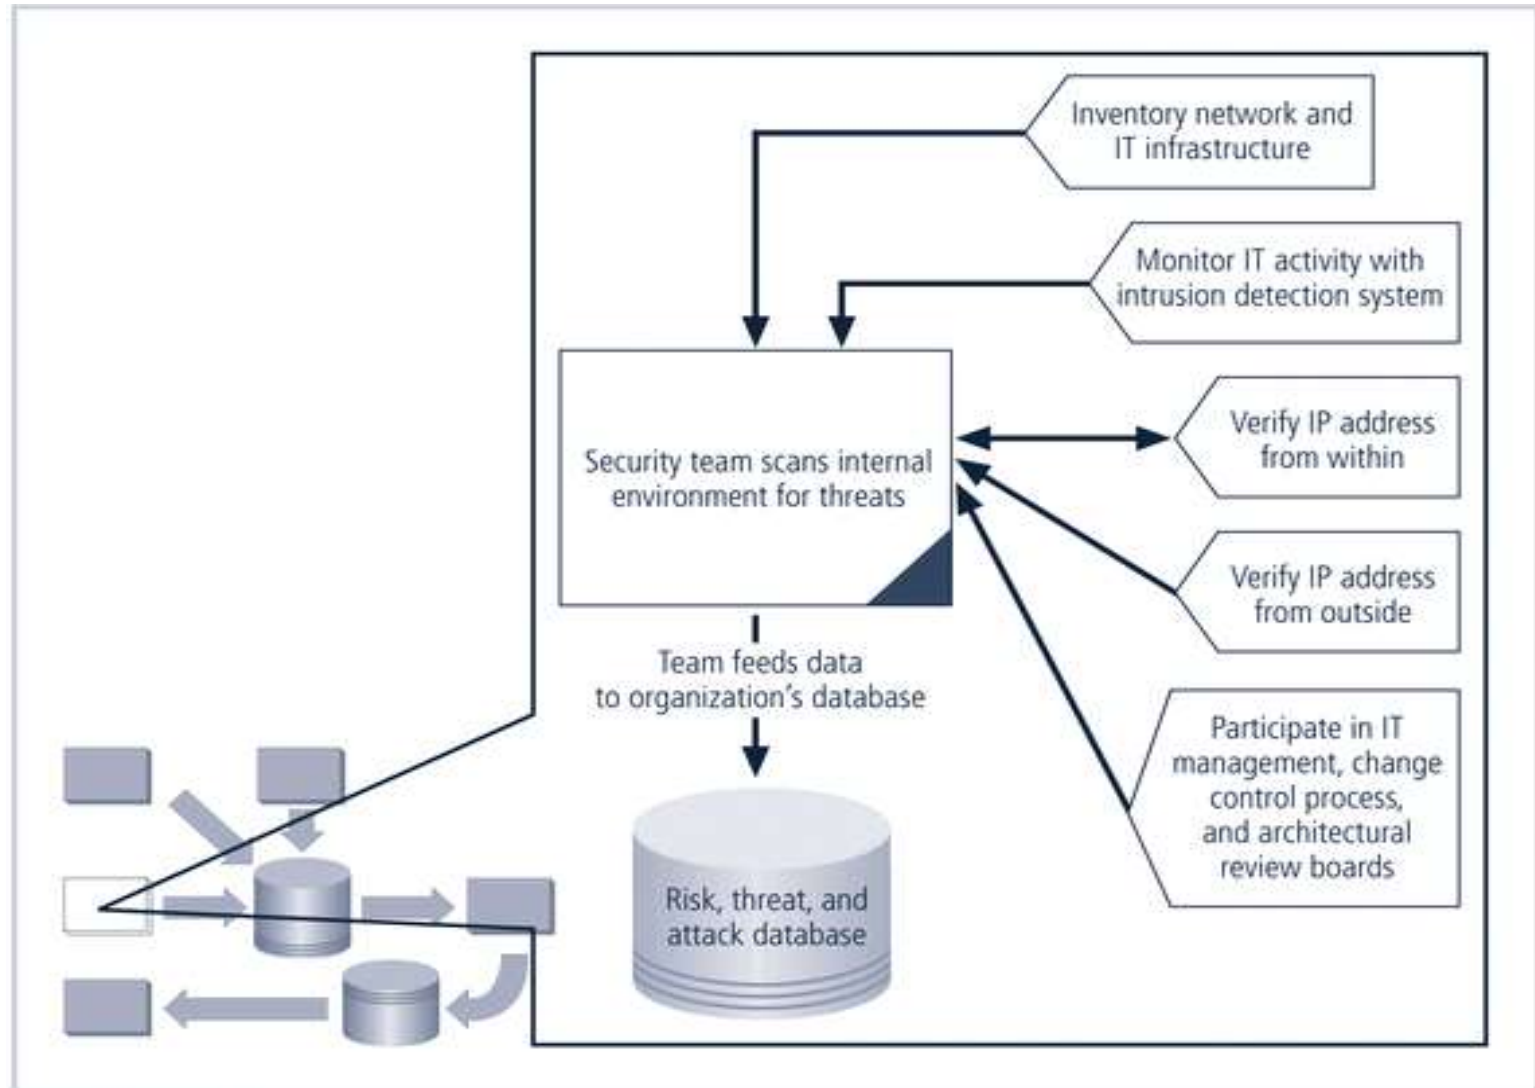 Inventory network and
IT infrastructure
Monitor IT activity with
intrusion detection system
Security team scans internal
environment for threats
Verify IP address
from within
Verify IP address
from outside
Team feeds data
to organization's database
Participate in IT
management, change
control process,
and architectural
review boards
Risk, threat, and
attack database